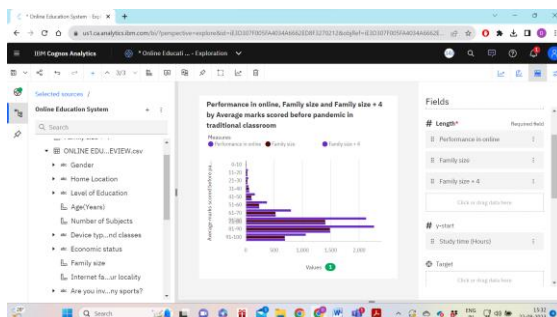 * Online Education System - Expl
us1.ca.analytics.ibm.com/bi/?perspective=explore
IBM Cognos Analytics
* Online Educati ... - Exploration
3/3
Selected sources /
Online Education System
Search
ONLINE EDU...EVIEW.csv
Gender
Home Location
Level of Education
Age(Years)
Number of Subjects
Device typ...nd classes
Economic status
Family size
Internet fa...ur locality
Are you inv...ny sports?
Performance in online, Family size and Family size + 4
by Average marks scored before pandemic in
traditional classroom
Measures
Performance in online
Family size
Family size + 4
0-10
11-20
21-30
31-40
41-50
51-60
61-70
71-80
81-90
91-100
0
500
1,000
1,500
2,000
Values
Fields
# Length*
Required field
Performance in online
Family size
Family size + 4
Click or drag data here
# y-start
Study time (Hours)
Target
Click or drag data here
Search
ENG
15:32